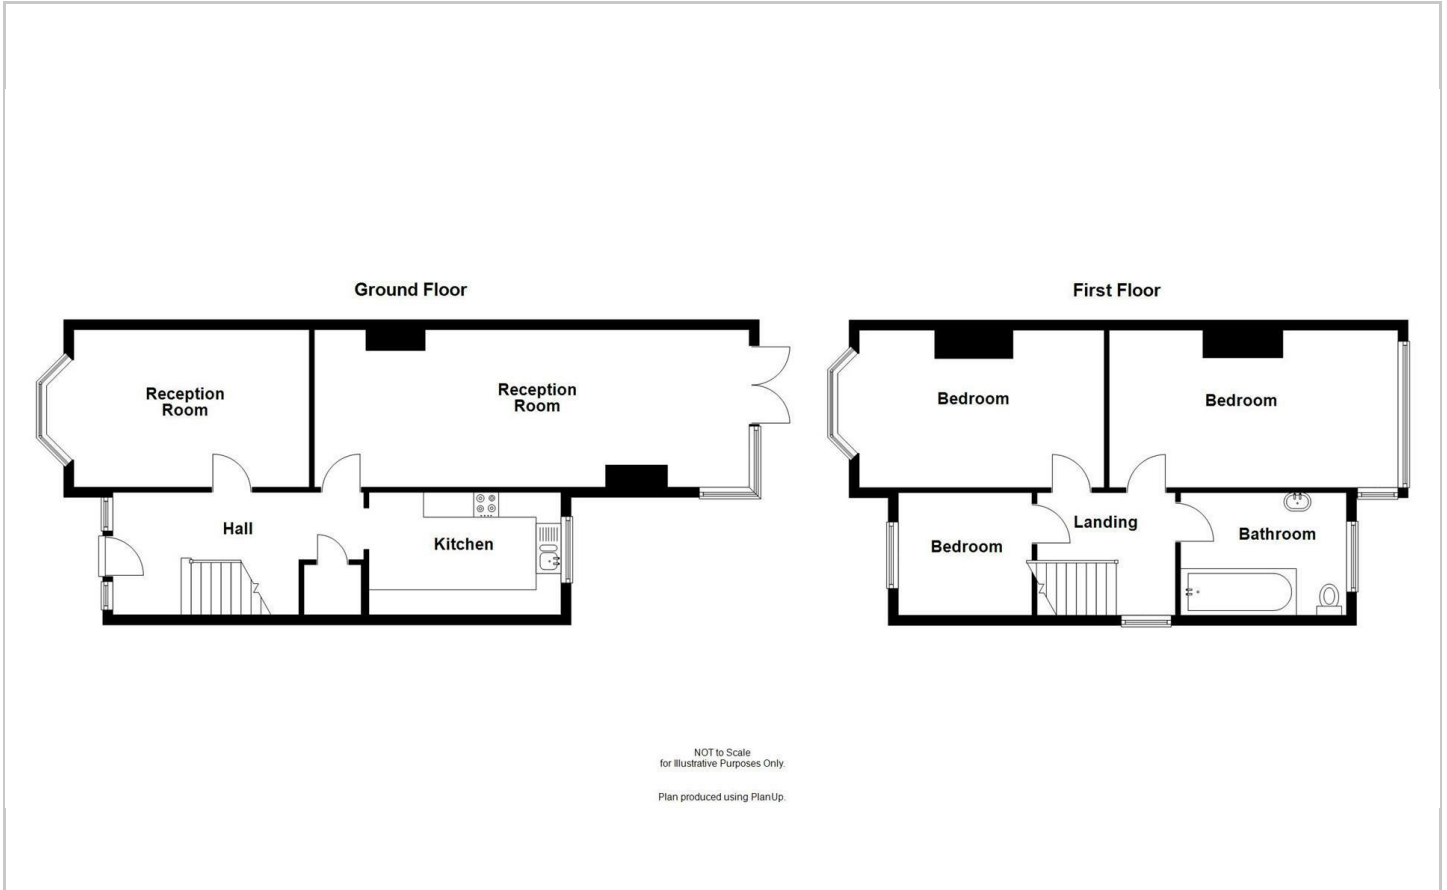 Ground Floor
Reception
Room
Reception
Room
Hall
Kitchen
First Floor
Bedroom
Bedroom
Landing
Bedroom
Bathroom
NOT to Scale
for Illustrative Purposes Only.
Plan produced using PlanUp.